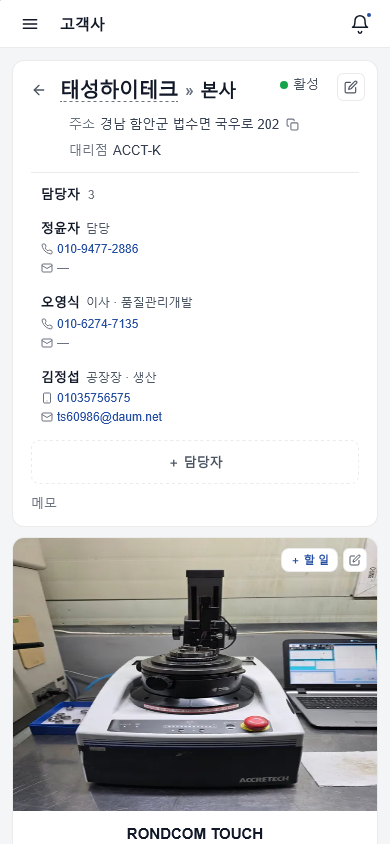 고객사
태성하이테크 » 본사
활성
주소 경남 함안군 법수면 국우로 202
대리점 ACCT-K
담당자 3
정윤자 담당
010-9477-2886
—
오영식 이사 · 품질관리개발
010-6274-7135
—
김정섭 공장장 · 생산
01035756575
ts60986@daum.net
+ 담당자
메모
+ 할 일
ACCRETECH
RONDCOM TOUCH